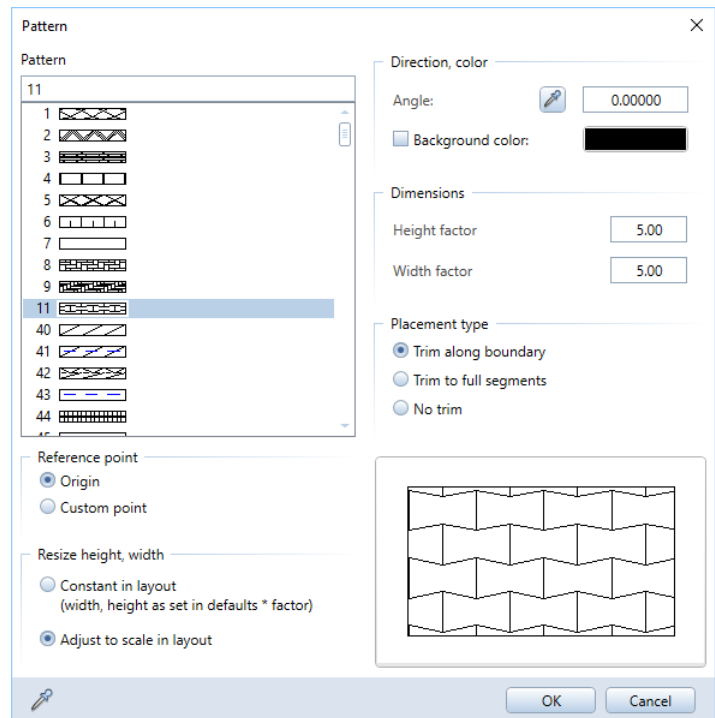 Pattern
Pattern
11
1
2
3
4
5
6
7
8
9
11
40
41
42
43
44
Reference point
Origin
Custom point
Resize height, width
Constant in layout
(width, height as set in defaults * factor)
Adjust to scale in layout
Direction, color
Angle: 0.00000
Background color:
Dimensions
Height factor 5.00
Width factor 5.00
Placement type
Trim along boundary
Trim to full segments
No trim
OK Cancel